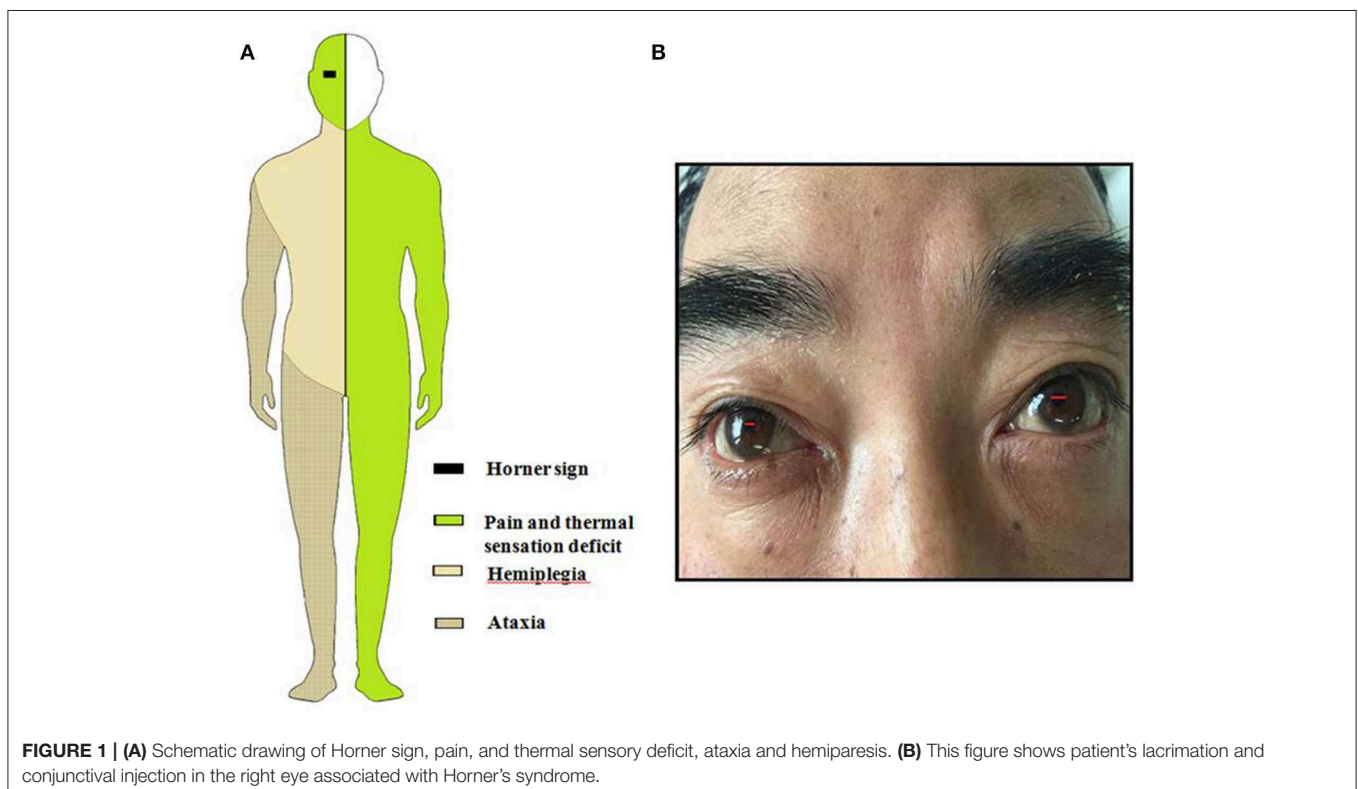 A
B
Horner sign
Pain and thermal
sensation deficit
Hemiplegia
Ataxia
FIGURE 1 | (A) Schematic drawing of Horner sign, pain, and thermal sensory deficit, ataxia and hemiparesis. (B) This figure shows patient's lacrimation and
conjunctival injection in the right eye associated with Horner's syndrome.